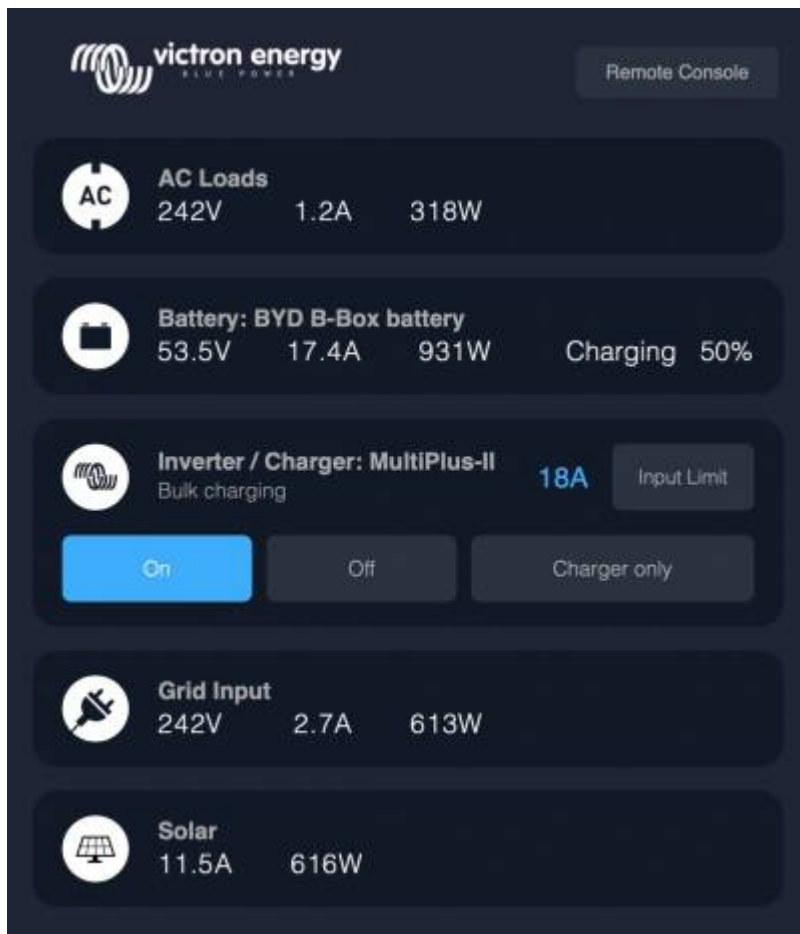 victron energy
BLUE POWER
Remote Console
AC
AC Loads
242V 1.2A 318W
Battery: BYD B-Box battery
53.5V 17.4A 931W Charging 50%
Inverter / Charger: MultiPlus-II
Bulk charging
18A Input Limit
On Off Charger only
Grid Input
242V 2.7A 613W
Solar
11.5A 616W